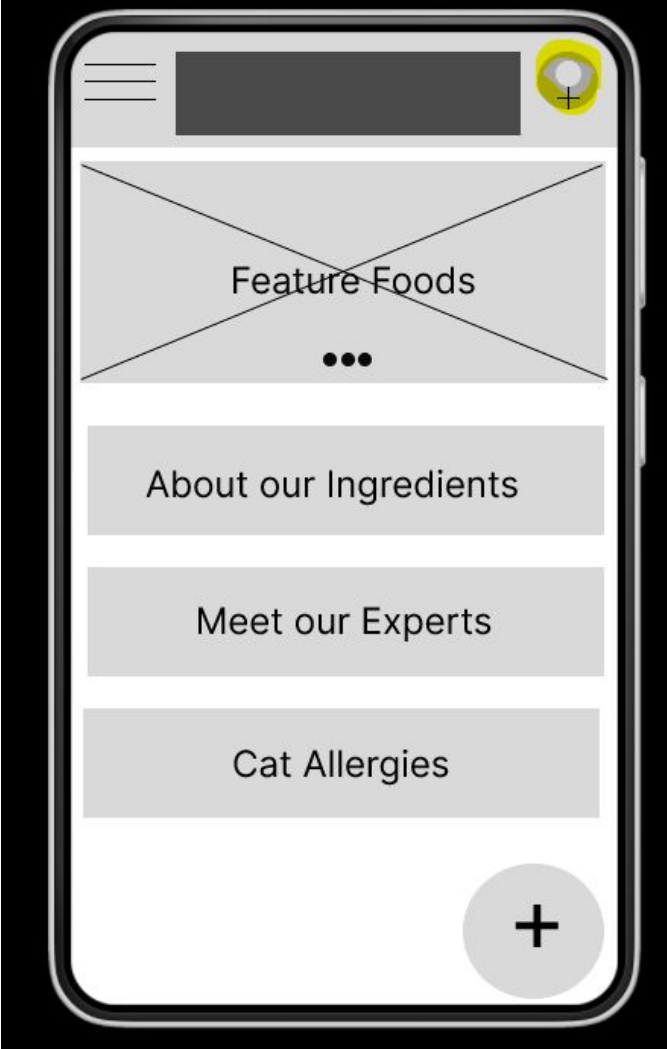 Feature Foods
About our Ingredients
Meet our Experts
Cat Allergies
+